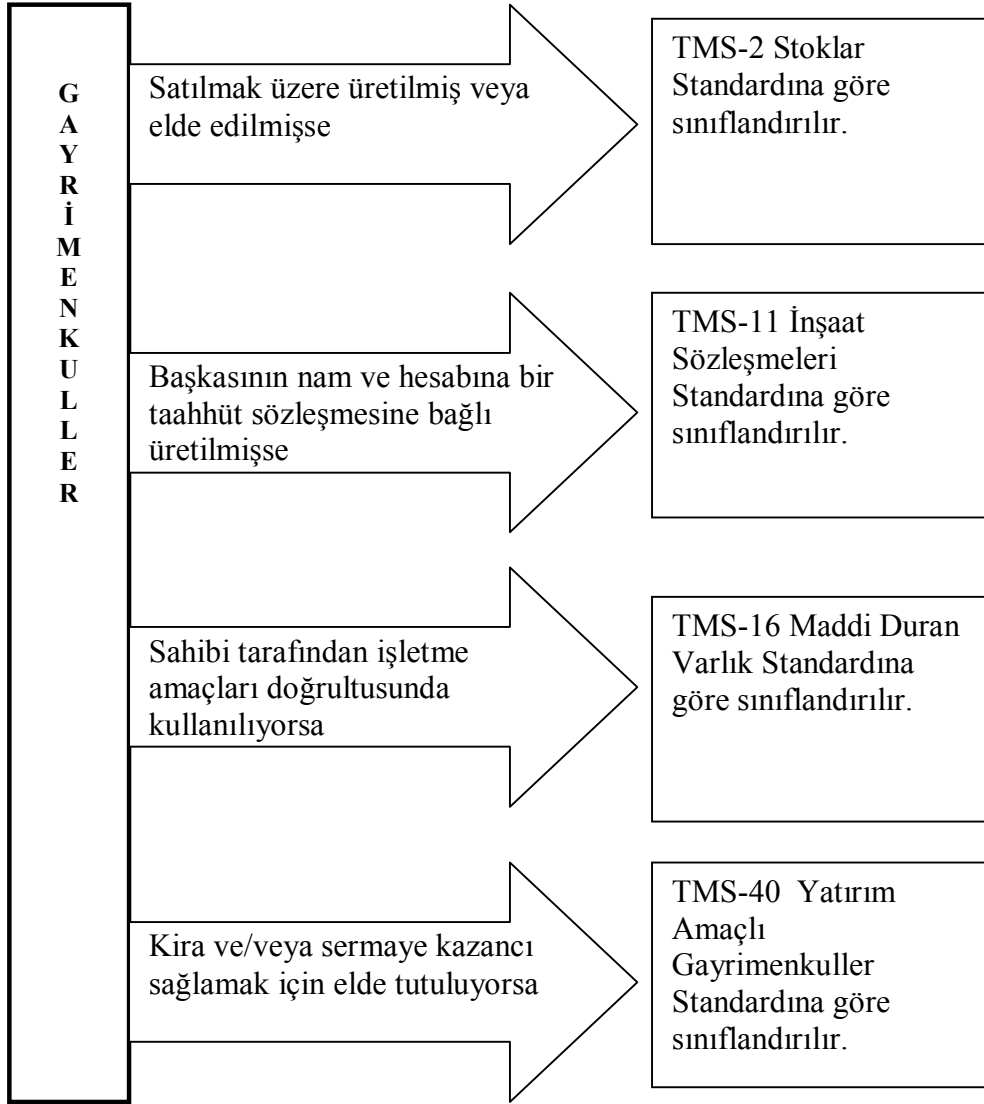 G
A
Y
R
İ
M
E
N
K
U
L
L
E
R
Satılmak üzere üretilmiş veya
elde edilmişse
TMS-2 Stoklar
Standardına göre
sınıflandırılır.
Başkasının nam ve hesabına bir
taahhüt sözleşmesine bağlı
üretilmişse
TMS-11 İnşaat
Sözleşmeleri
Standardına göre
sınıflandırılır.
Sahibi tarafından işletme
amaçları doğrultusunda
kullanılıyorsa
TMS-16 Maddi Duran
Varlık Standardına
göre sınıflandırılır.
Kira ve/veya sermaye kazancı
sağlamak için elde tutuluyorsa
TMS-40 Yatırım
Amaçlı
Gayrimenkuller
Standardına göre
sınıflandırılır.